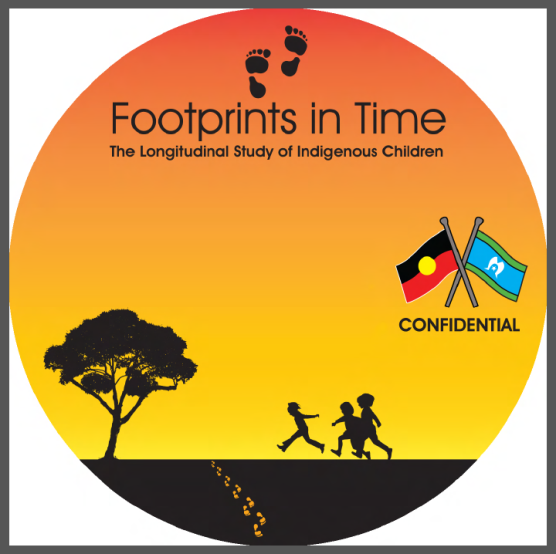 Footprints in Time
The Longitudinal Study of Indigenous Children
CONFIDENTIAL